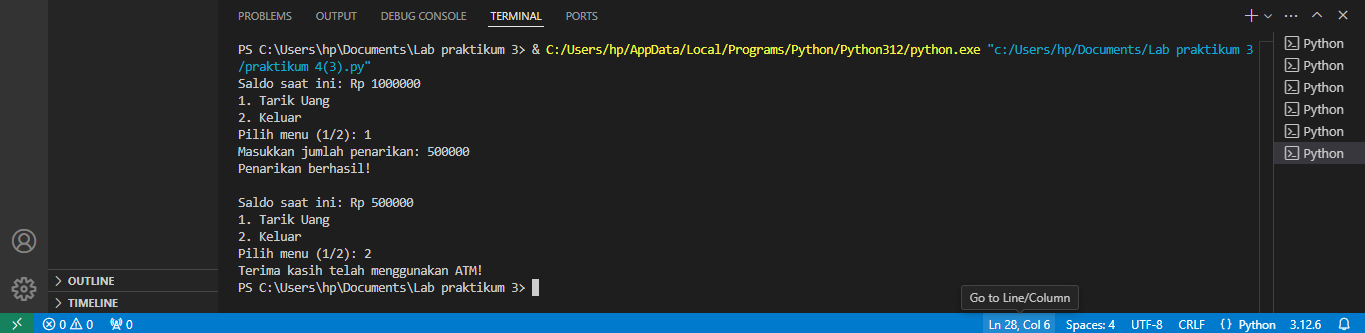 PROBLEMS OUTPUT DEBUG CONSOLE TERMINAL PORTS
PS C:\Users\hp\Documents\Lab praktikum 3> & C:/Users/hp/AppData/Local/Programs/Python/Python312/python.exe "c:/Users/hp/Documents/Lab praktikum 3
/praktikum 4(3).py"
Saldo saat ini: Rp 1000000
1. Tarik Uang
2. Keluar
Pilih menu (1/2): 1
Masukkan jumlah penarikan: 500000
Penarikan berhasil!
Saldo saat ini: Rp 500000
1. Tarik Uang
2. Keluar
Pilih menu (1/2): 2
Terima kasih telah menggunakan ATM!
PS C:\Users\hp\Documents\Lab praktikum 3>
Python
Python
Python
Python
Python
Python
OUTLINE
TIMELINE
Go to Line/Column
0 0 0 Ln 28, Col 6 Spaces: 4 UTF-8 CRLF {} Python 3.12.6